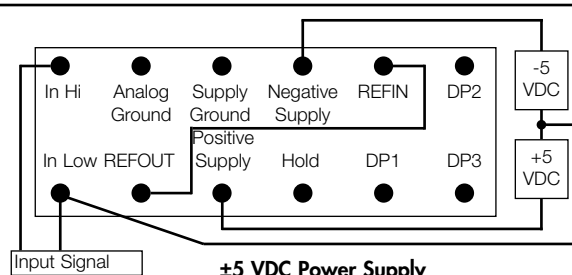 In Hi
Analog
Ground
Supply
Ground
Negative
Supply
REFIN
DP2
-5
VDC
In Low
REFOUT
Positive
Supply
Hold
DP1
DP3
+5
VDC
Input Signal
±5 VDC Power Supply